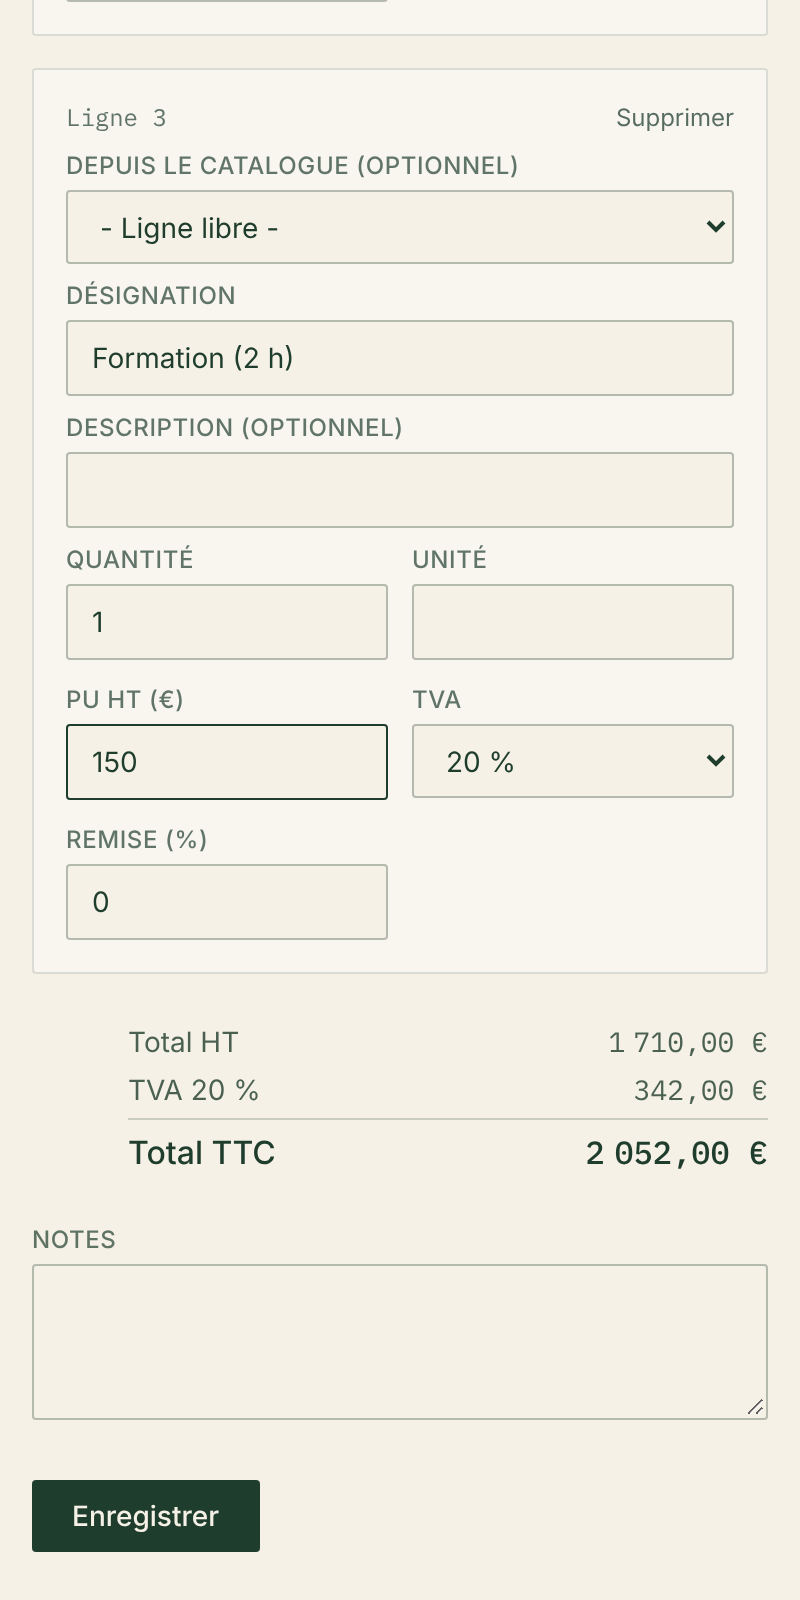 Ligne 3 Supprimer
DEPUIS LE CATALOGUE (OPTIONNEL)
- Ligne libre -
DÉSIGNATION
Formation (2 h)
DESCRIPTION (OPTIONNEL)
QUANTITÉ UNITÉ
1
PU HT (€) TVA
150 20 %
REMISE (%)
0
Total HT 1 710,00 €
TVA 20 % 342,00 €
Total TTC 2 052,00 €
NOTES
Enregistrer